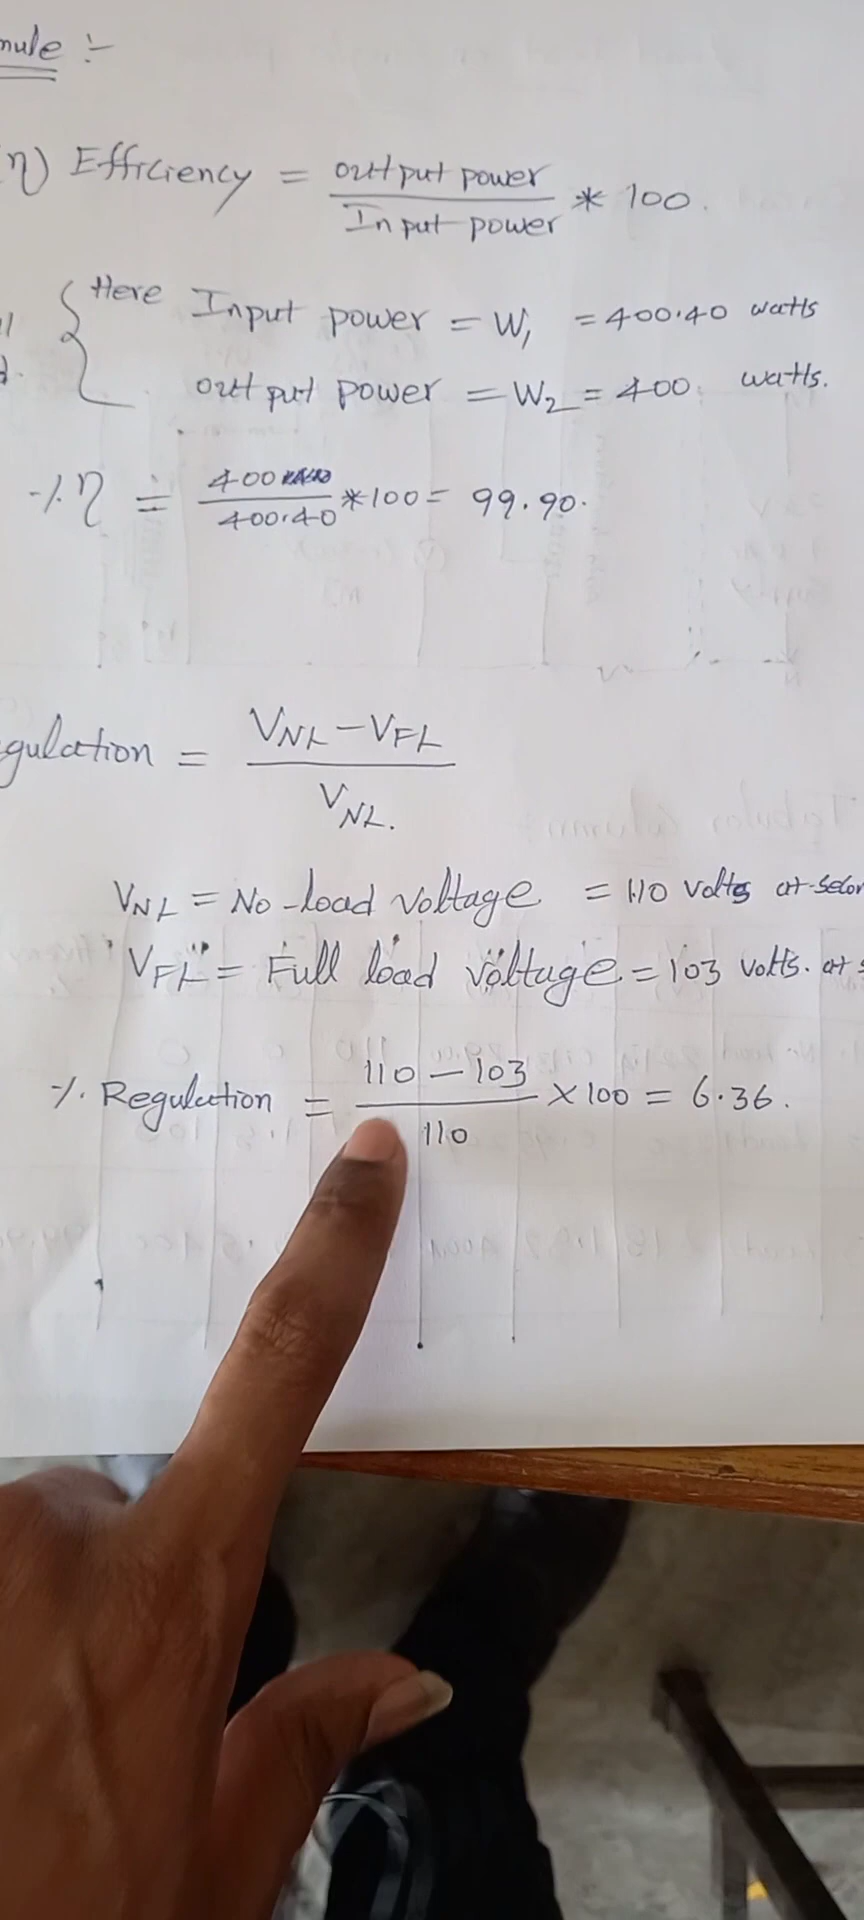 mule :-
η) Efficiency = output power / Input power * 100.
Here Input power = W1 = 400.40 watts
output power = W2 = 400 watts.
% η = 400 / 400.40 * 100 = 99.90.
gulation = VNL - VFL / VNL.
VNL = No-load voltage = 110 volts at secon
VFL = Full load voltage = 103 volts. at s
% Regulation = 110 - 103 / 110 × 100 = 6.36.